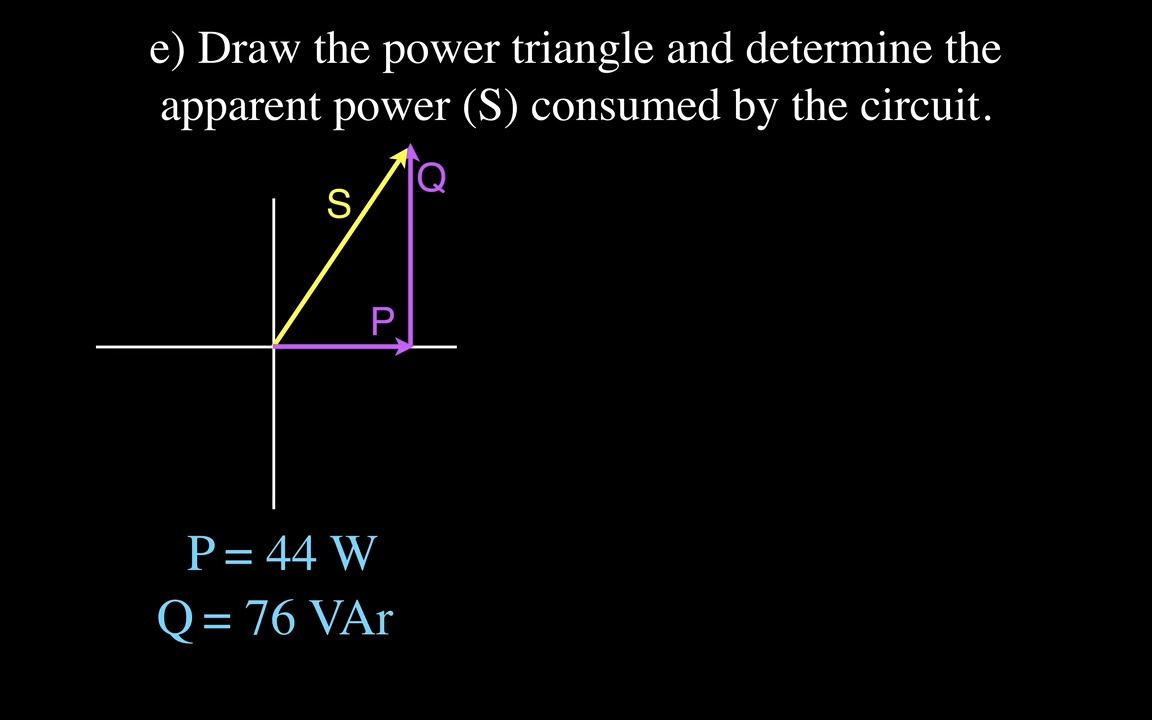 e) Draw the power triangle and determine the
apparent power (S) consumed by the circuit.
Q
S
P
P = 44 W
Q = 76 VAr